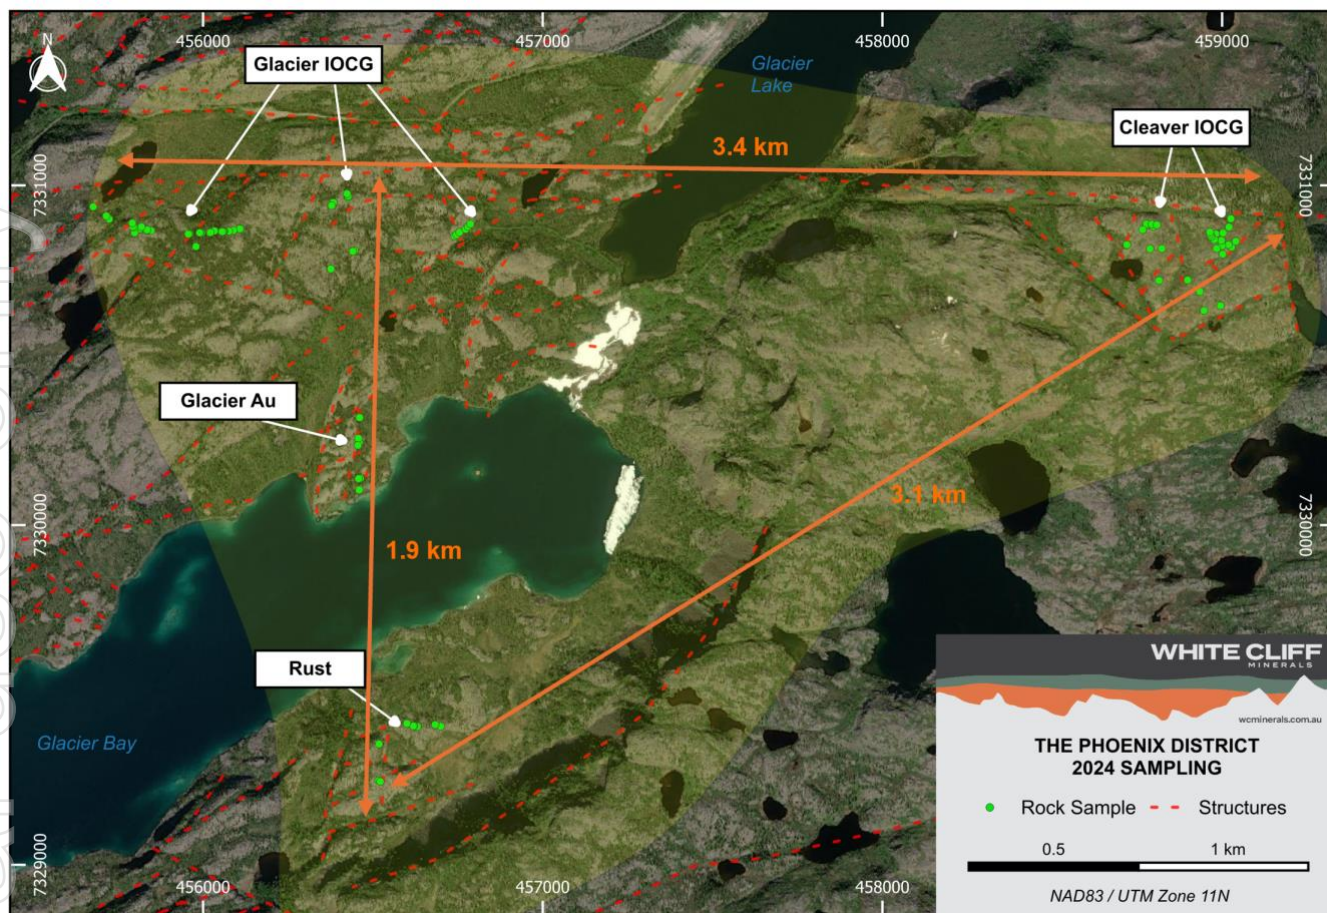 N
456000
457000
458000
459000
Glacier IOCG
Glacier
Lake
Cleaver IOCG
3.4 km
7331000
7331000
Glacier Au
3.1 km
7330000
7330000
1.9 km
Rust
Glacier Bay
WHITE CLIFF
MINERALS
wcminerals.com.au
THE PHOENIX DISTRICT
2024 SAMPLING
Rock Sample
Structures
0.5
1 km
NAD83 / UTM Zone 11N
7329000
456000
457000
458000